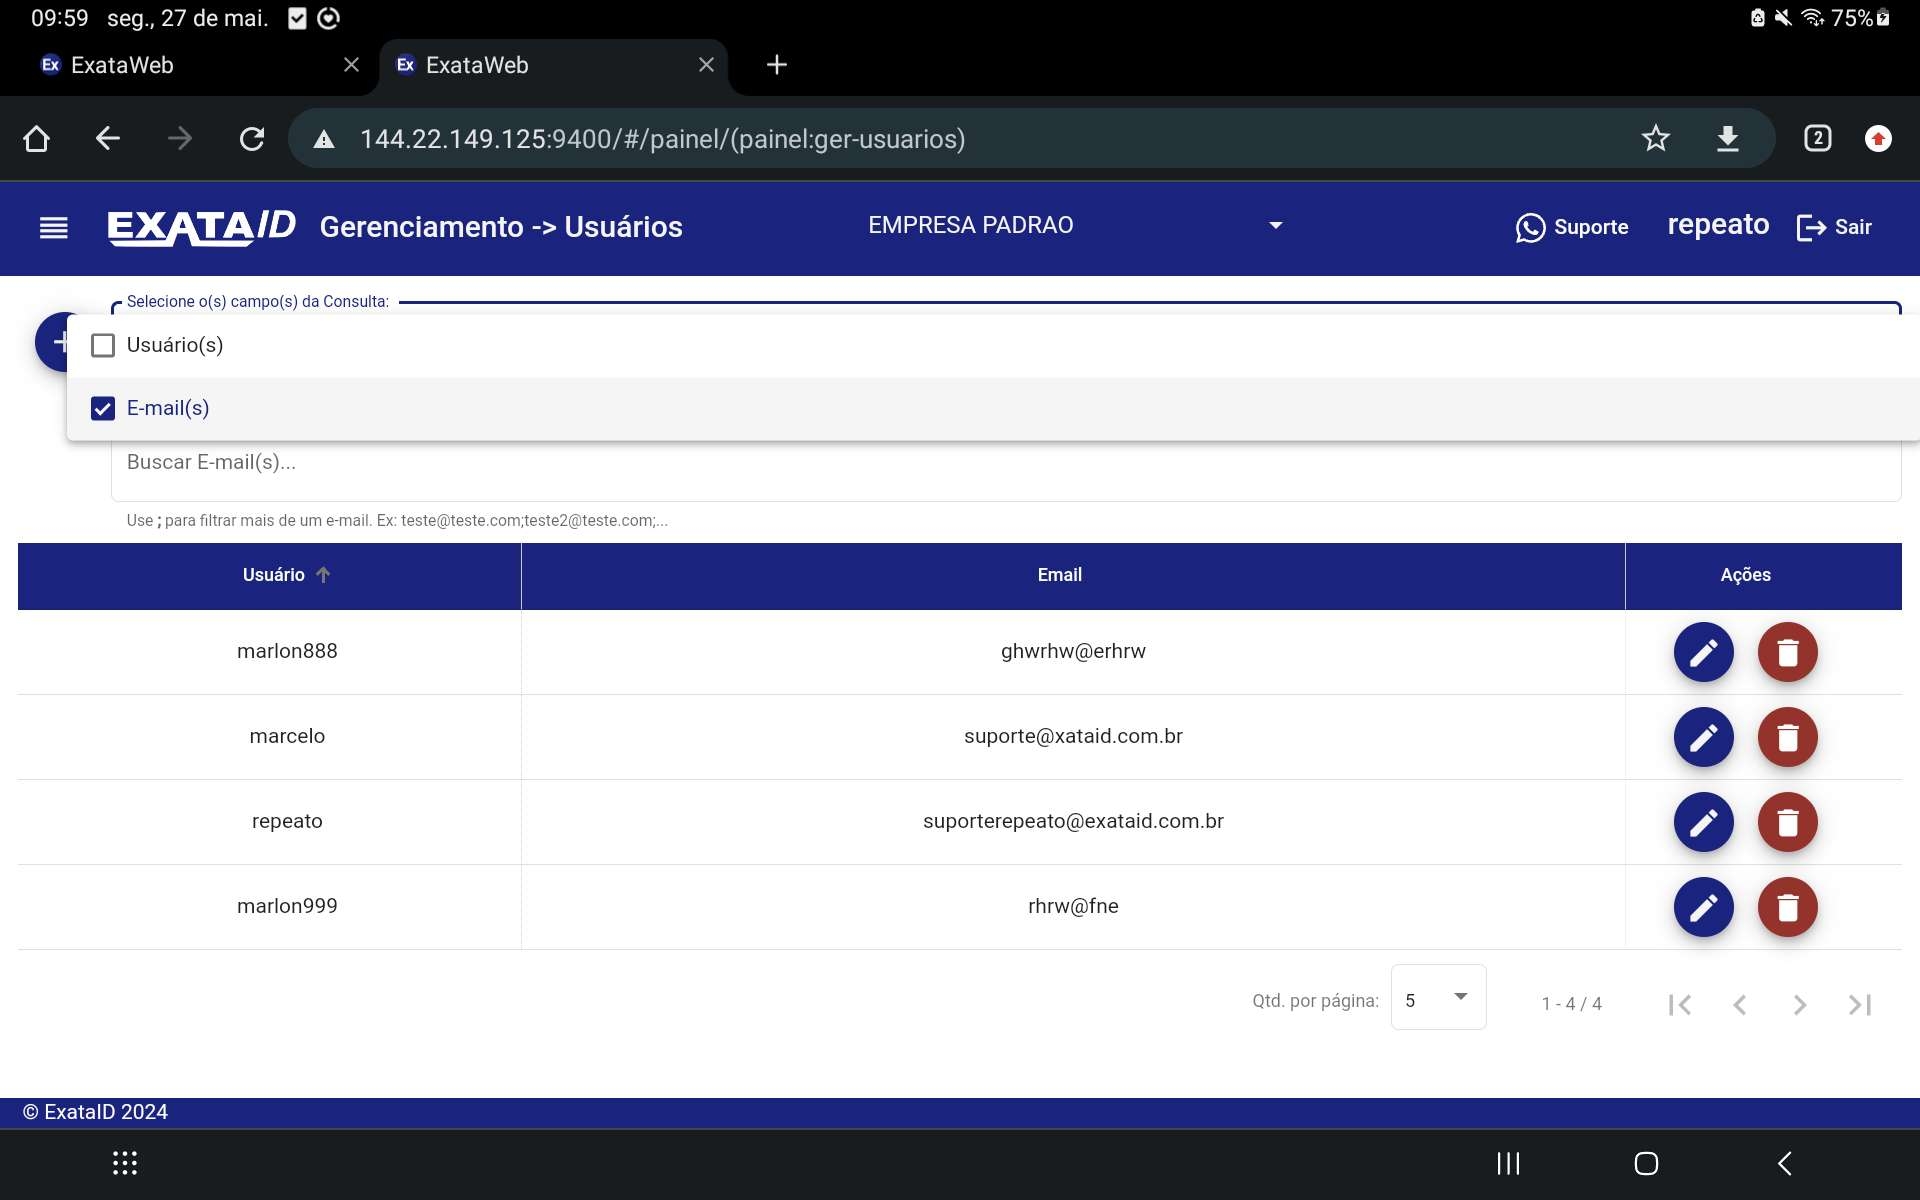 09:59 seg., 27 de mai. 75%
Ex ExataWeb Ex ExataWeb
144.22.149.125:9400/#/painel/(painel:ger-usuarios) 2
EXATA/ID Gerenciamento -> Usuários EMPRESA PADRAO Suporte repeato Sair
Selecione o(s) campo(s) da Consulta:
Usuário(s)
E-mail(s)
Buscar E-mail(s)...
Use ; para filtrar mais de um e-mail. Ex: teste@teste.com;teste2@teste.com;...
Usuário Email Ações
marlon888 ghwrhw@erhrw
marcelo suporte@xataid.com.br
repeato suporterepeato@exataid.com.br
marlon999 rhrw@fne
Qtd. por página: 5 1 - 4 / 4
© ExataID 2024